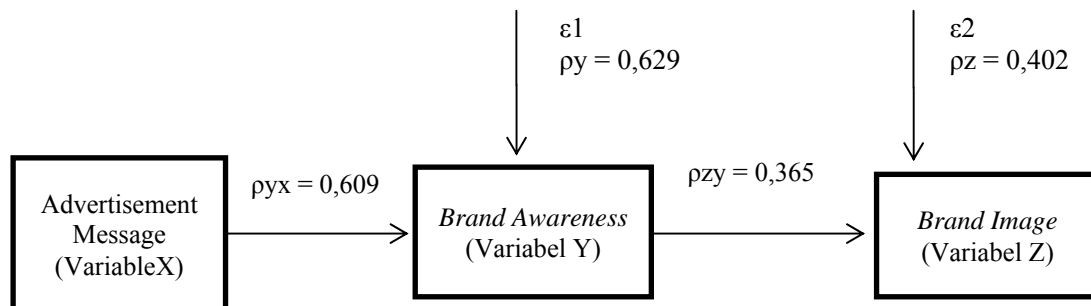 ε1
ρy = 0,629
ε2
ρz = 0,402
ρyx = 0,609
ρzy = 0,365
Advertisement
Message
(VariableX)
Brand Awareness
(Variabel Y)
Brand Image
(Variabel Z)